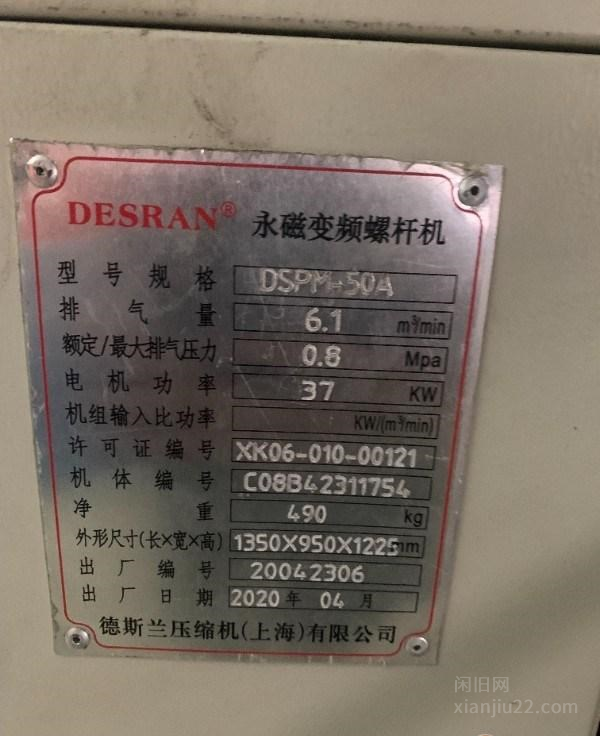 DESRAN® 永磁变频螺杆机
型号规格 DSPM-50A
排气量 6.1 m³/min
额定/最大排气压力 0.8 Mpa
电机功率 37 KW
机组输入比功率 KW/(m³/min)
许可证编号 XK06-010-00121
机体编号 C08B42311754
净重 490 kg
外形尺寸(长×宽×高) 1350X950X1225mm
出厂编号 20042306
出厂日期 2020年 04月
德斯兰压缩机(上海)有限公司
闲旧网
xianjiu22.com